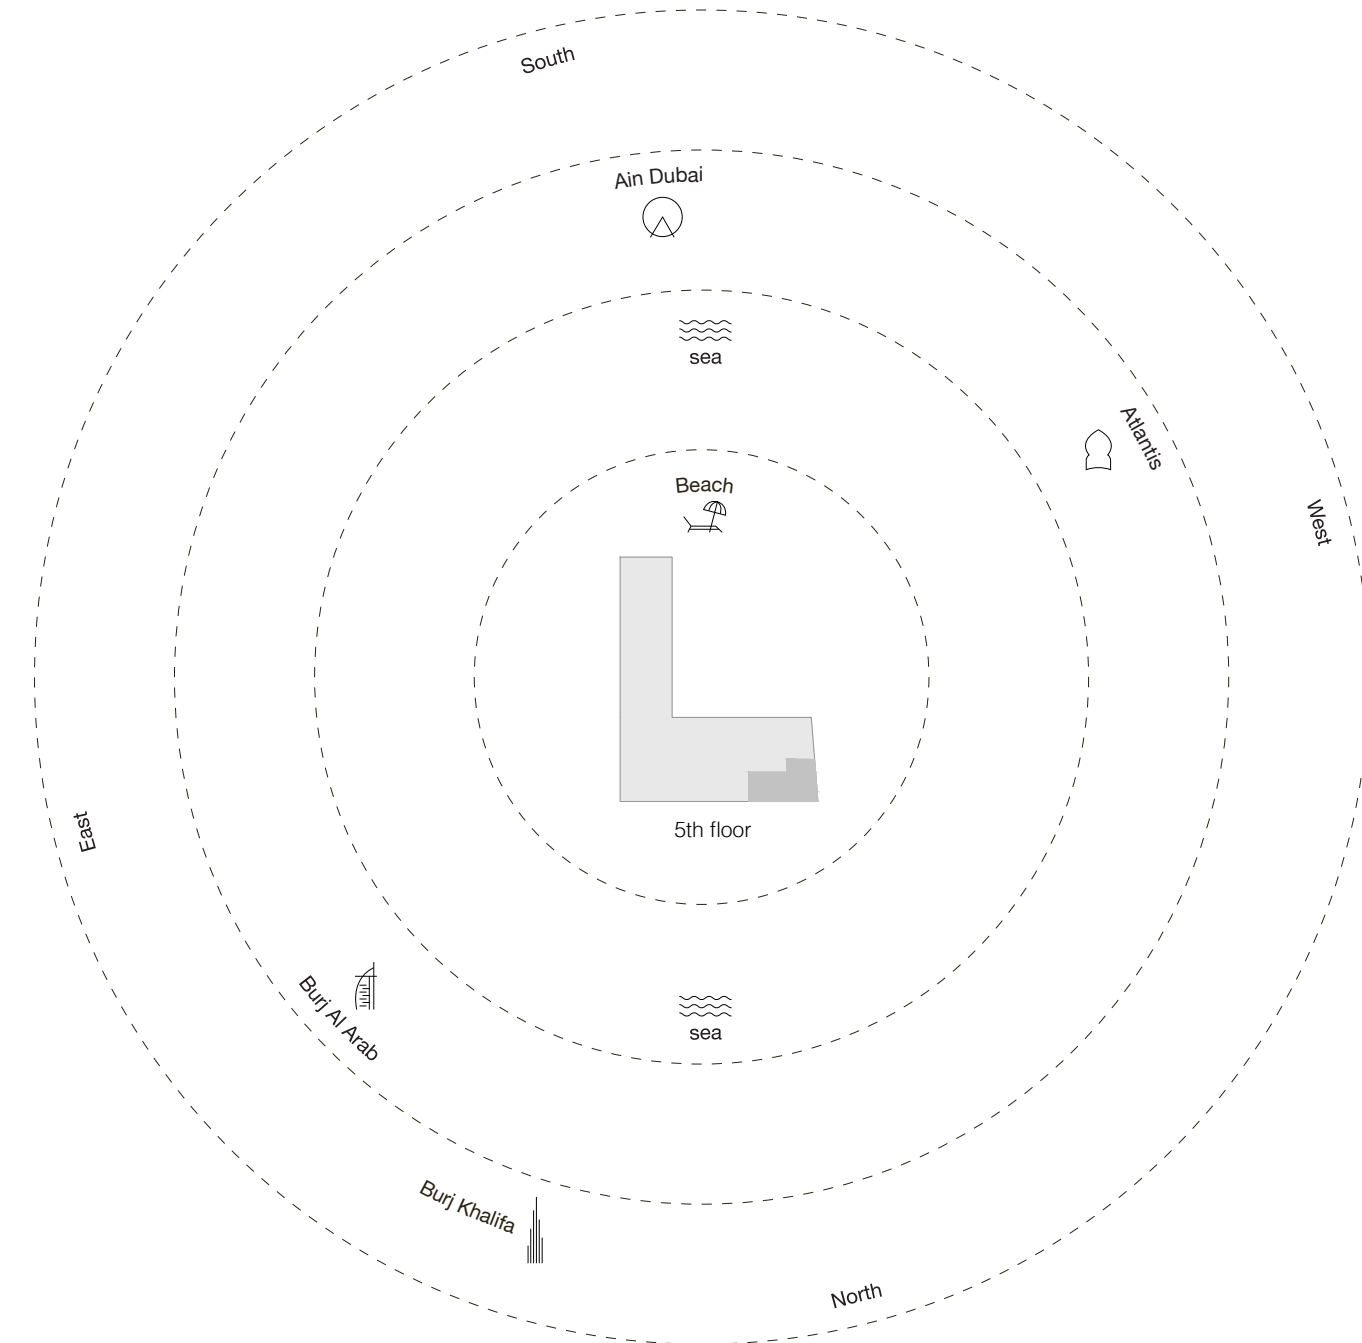 South
Ain Dubai
sea
Atlantis
Beach
West
5th floor
East
Burj Al Arab
sea
Burj Khalifa
North